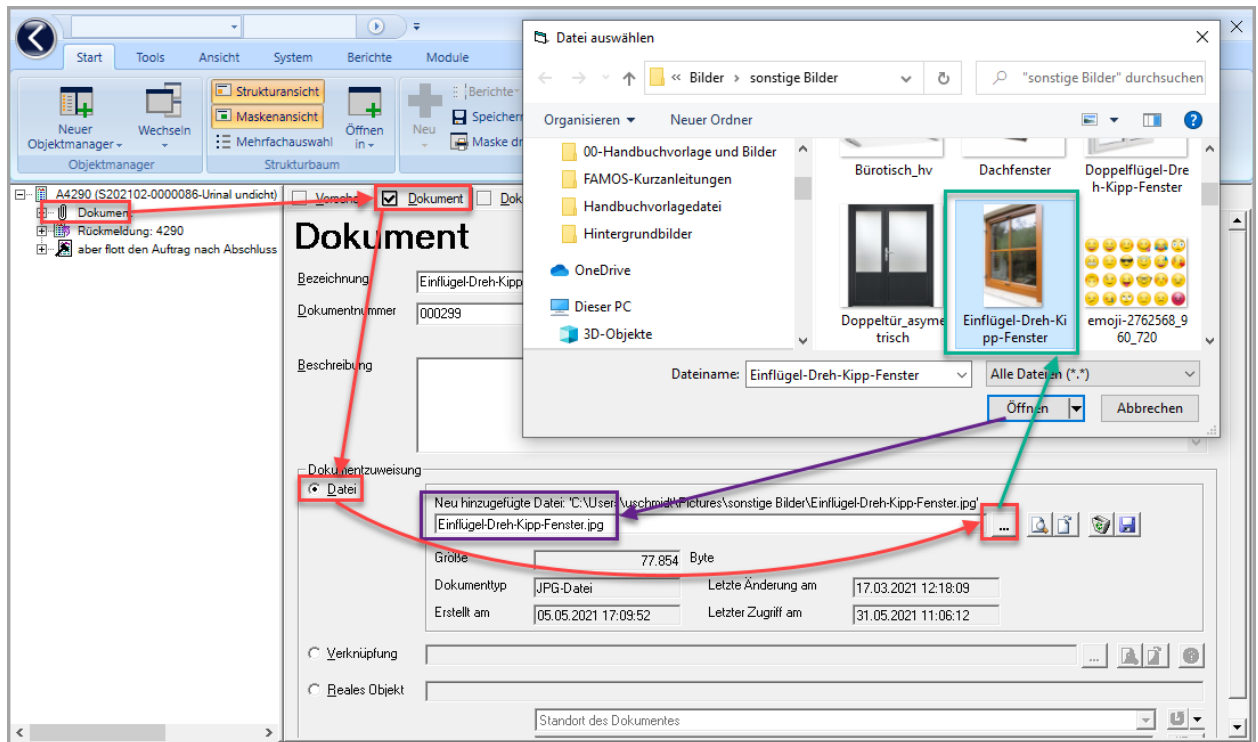 Start Tools Ansicht System Berichte Module
Neuer Objektmanager
Wechseln
Strukturansicht
Maskenansicht
Mehrfachauswahl
Öffnen in
Neu
Berichte
Speichern
Maske dr
Objektmanager
Strukturbaum
A4290 (S202102-0000086-Urinal undicht)
Dokument
Rückmeldung: 4290
aber flott den Auftrag nach Abschluss
Vorschau Dokument Dok
Dokument
Bezeichnung Einflügel-Dreh-Kipp
Dokumentnummer 000299
Beschreibung
Dokumentzuweisung
Datei
Neu hinzugefügte Datei: 'C:\Users\uschmidt\Pictures\sonstige Bilder\Einflügel-Dreh-Kipp-Fenster.jpg'
Einflügel-Dreh-Kipp-Fenster.jpg
...
Größe 77.854 Byte
Dokumenttyp JPG-Datei Letzte Änderung am 17.03.2021 12:18:09
Erstellt am 05.05.2021 17:09:52 Letzter Zugriff am 31.05.2021 11:06:12
Verknüpfung ...
Reales Objekt
Standort des Dokumentes
Datei auswählen
« Bilder › sonstige Bilder
"sonstige Bilder" durchsuchen
Organisieren Neuer Ordner
00-Handbuchvorlage und Bilder
FAMOS-Kurzanleitungen
Handbuchvorlagedatei
Hintergrundbilder
OneDrive
Dieser PC
3D-Objekte
Bürotisch_hv
Dachfenster
Doppelflügel-Dre
h-Kipp-Fenster
Doppeltür_asyme
trisch
Einflügel-Dreh-Ki
pp-Fenster
emoji-2762568_9
60_720
Dateiname: Einflügel-Dreh-Kipp-Fenster Alle Dateien (*.*)
Öffnen Abbrechen